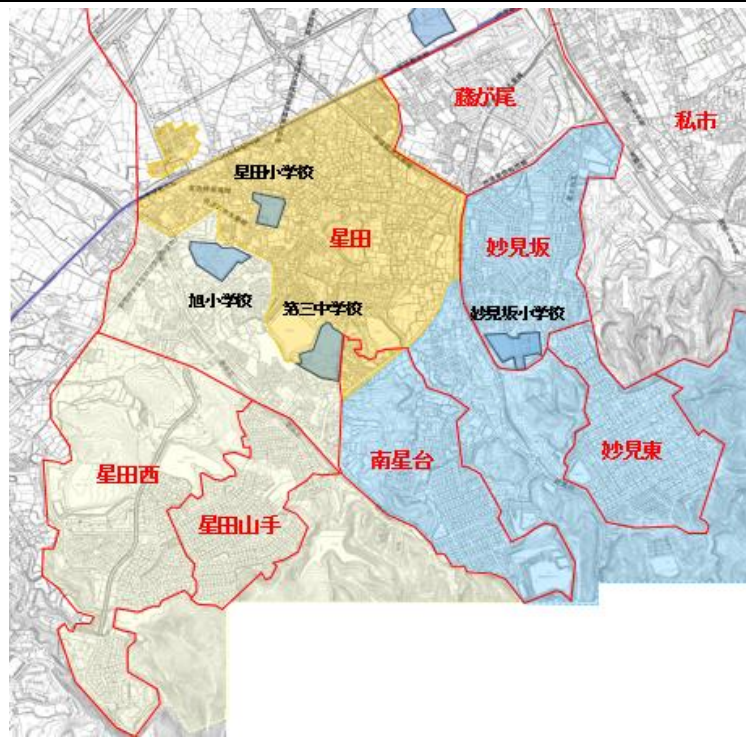 藤が尾
私市
星田小学校
星田
妙見坂
旭小学校
第三中学校
妙見坂小学校
南星台
妙見東
星田西
星田山手